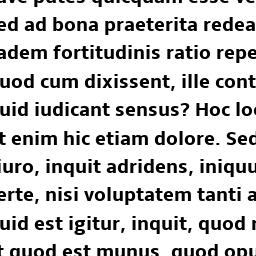 ave putes quicquam esse ve
ed ad bona praeterita redea
adem fortitudinis ratio repe
uod cum dixissent, ille cont
uid iudicant sensus? Hoc lo
t enim hic etiam dolore. Sed
iuro, inquit adridens, iniqu
erte, nisi voluptatem tanti a
uid est igitur, inquit, quod r
t quod est munus, quod opu